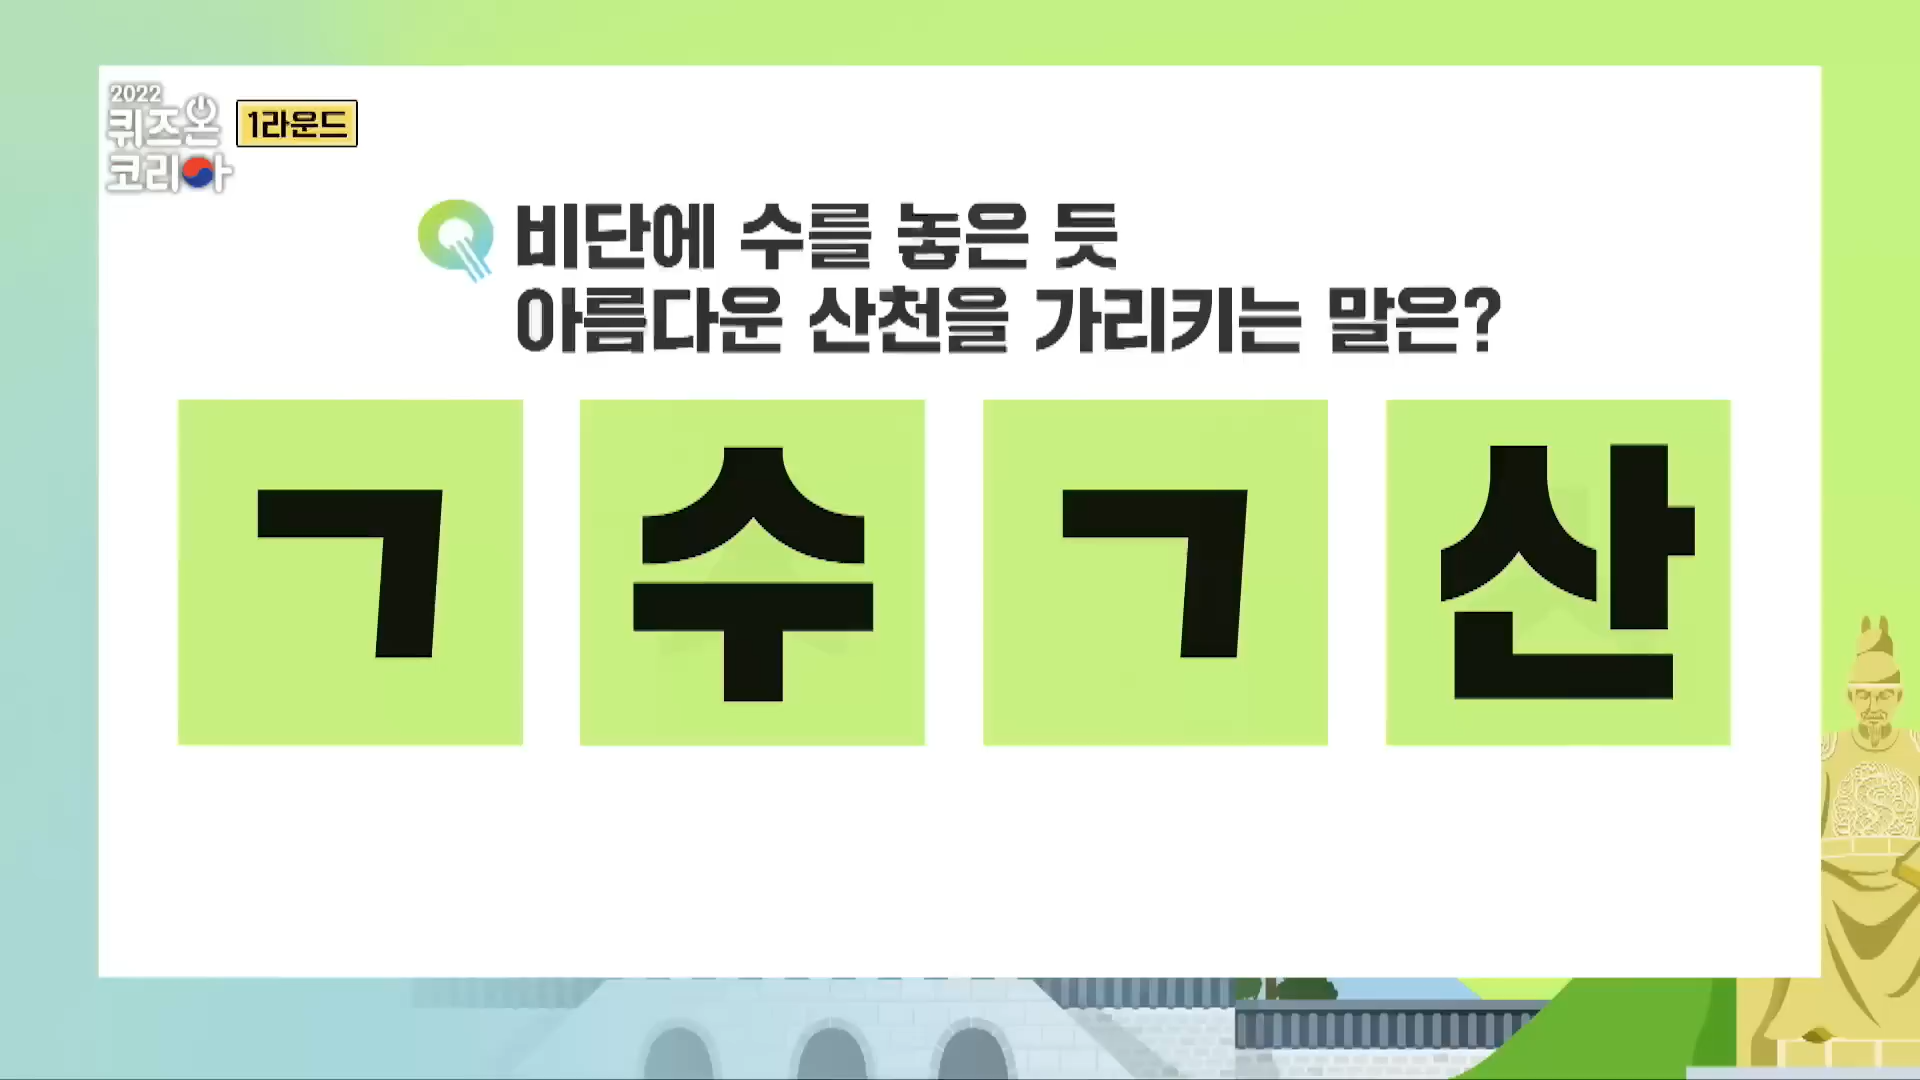 2022
퀴즈온
코리아
1라운드
비단에 수를 놓은 듯
아름다운 산천을 가리키는 말은?
ㄱ 수 ㄱ 산